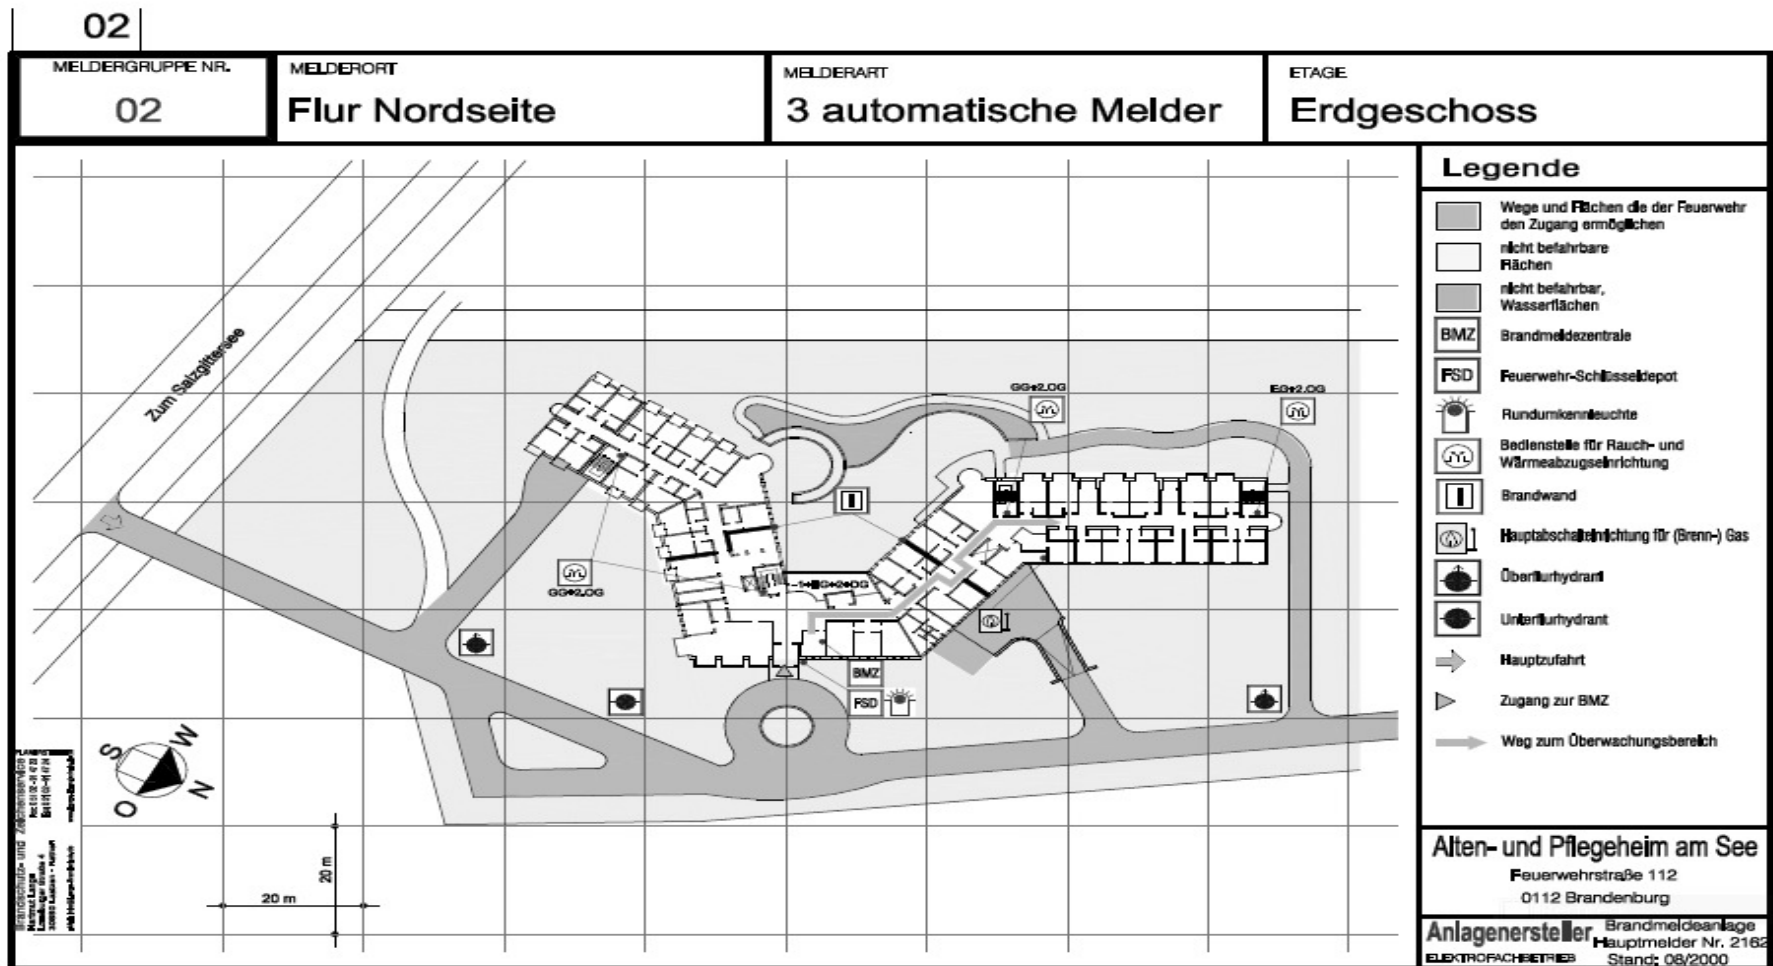 02
MELDERGRUPPE NR.
02
MELDERORT
Flur Nordseite
MELDERART
3 automatische Melder
ETAGE
Erdgeschoss
Legende
Wege und Flächen die der Feuerwehr
den Zugang ermöglichen
nicht befahrbare
Flächen
nicht befahrbar,
Wasserflächen
BMZ
Brandmeldezentrale
FSD
Feuerwehr-Schlüsseldepot
Rundumkennleuchte
Bedienstelle für Rauch- und
Wärmeabzugseinrichtung
Brandwand
Hauptabschalteinrichtung für (Brenn-) Gas
Überflurhydrant
Unterflurhydrant
Hauptzufahrt
Zugang zur BMZ
Weg zum Überwachungsbereich
Zum Salzgittersee
GG+2.OG
EG+2.OG
GG+2.OG
BMZ
FSD
S
W
O
N
20 m
20 m
Brandschutz- und Zeichenservice
Alten- und Pflegeheim am See
Feuerwehrstraße 112
0112 Brandenburg
Anlagenersteller
ELEKTROFACHBETRIEB
Brandmeldeanlage
Hauptmelder Nr. 2162
Stand: 08/2000